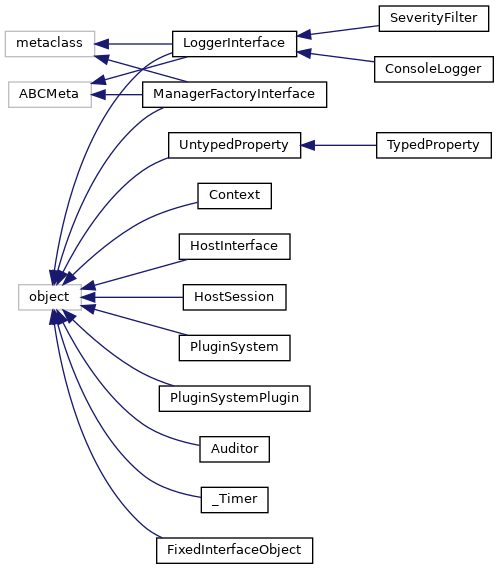 SeverityFilter
metaclass
LoggerInterface
ConsoleLogger
ABCMeta
ManagerFactoryInterface
UntypedProperty
TypedProperty
Context
HostInterface
object
HostSession
PluginSystem
PluginSystemPlugin
Auditor
_Timer
FixedInterfaceObject